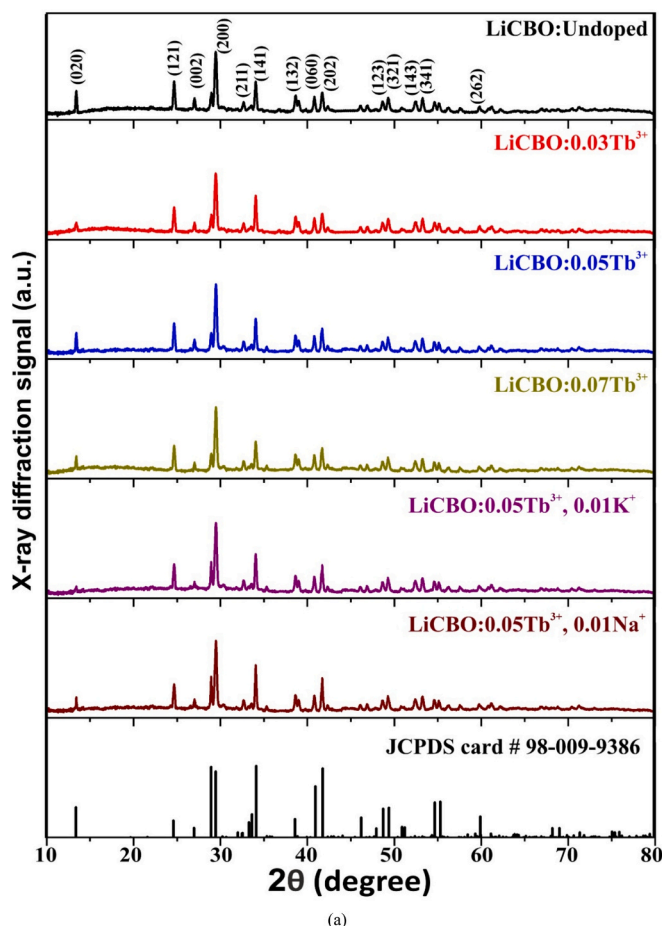 LiCBO:Undoped
(020)
(121)
(002)
(200)
(211)
(141)
(132)
(060)
(202)
(123)
(321)
(143)
(341)
(262)
LiCBO:0.03Tb³⁺
LiCBO:0.05Tb³⁺
LiCBO:0.07Tb³⁺
LiCBO:0.05Tb³⁺, 0.01K⁺
LiCBO:0.05Tb³⁺, 0.01Na⁺
JCPDS card # 98-009-9386
X-ray diffraction signal (a.u.)
10 20 30 40 50 60 70 80
2θ (degree)
(a)